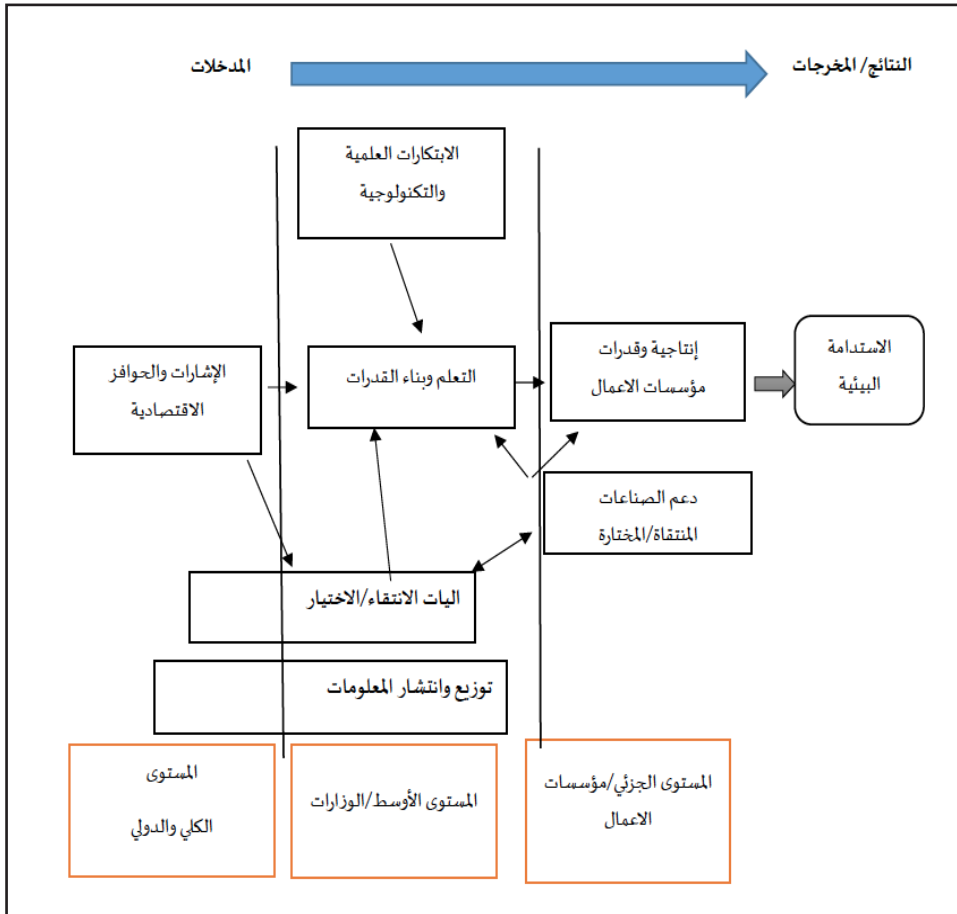 النتائج/ المخرجات
المدخلات
الابتكارات العلمية
والتكنولوجية
الإشارات والحوافز
الاقتصادية
التعلم وبناء القدرات
إنتاجية وقدرات
مؤسسات الاعمال
الاستدامة
البيئية
دعم الصناعات
المنتقاة/المختارة
اليات الانتقاء/الاختيار
توزيع وانتشار المعلومات
المستوى
الكلي والدولي
المستوى الأوسط/الوزارات
المستوى الجزئي/مؤسسات
الاعمال